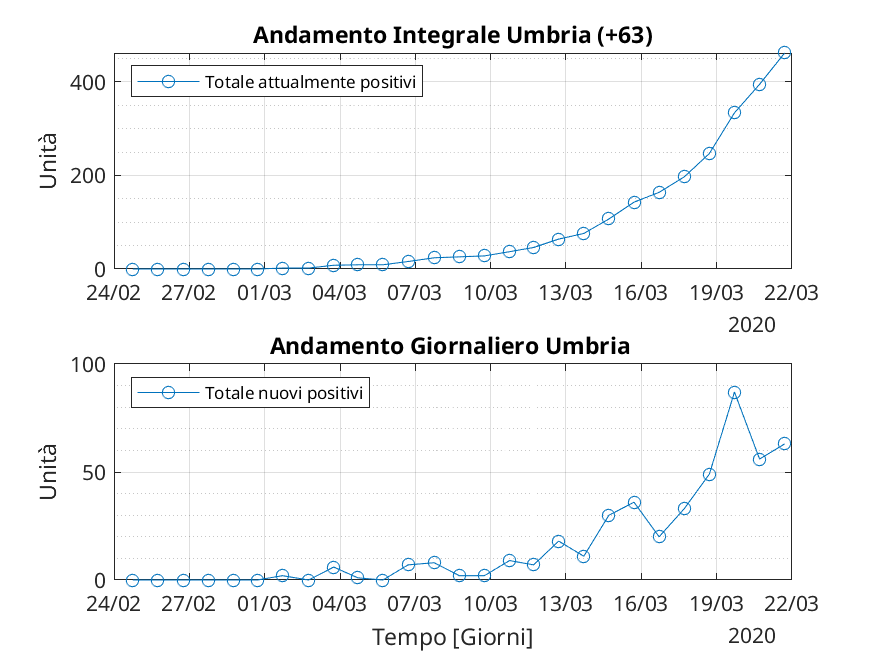 Andamento Integrale Umbria (+63)
Totale attualmente positivi
Unità
400
200
0
24/02 27/02 01/03 04/03 07/03 10/03 13/03 16/03 19/03 22/03
2020
Andamento Giornaliero Umbria
Totale nuovi positivi
Unità
100
50
0
24/02 27/02 01/03 04/03 07/03 10/03 13/03 16/03 19/03 22/03
Tempo [Giorni]
2020